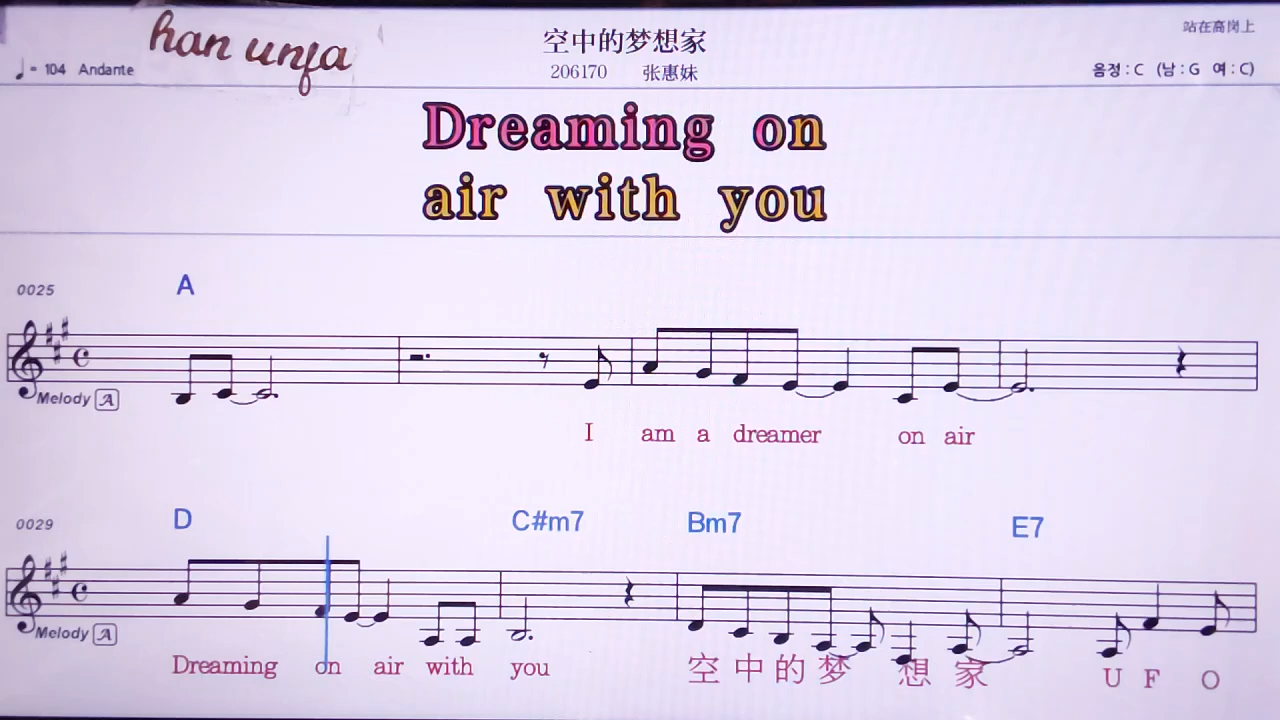 han unfa
空中的梦想家
站在高岗上
♩= 104 Andante
206170 张惠妹
음정 : C (남 : G 여 : C)
Dreaming on
air with you
0025
A
Melody A
I am a dreamer on air
0029
D C#m7 Bm7 E7
Melody A
Dreaming on air with you 空中的梦 想家 U F O